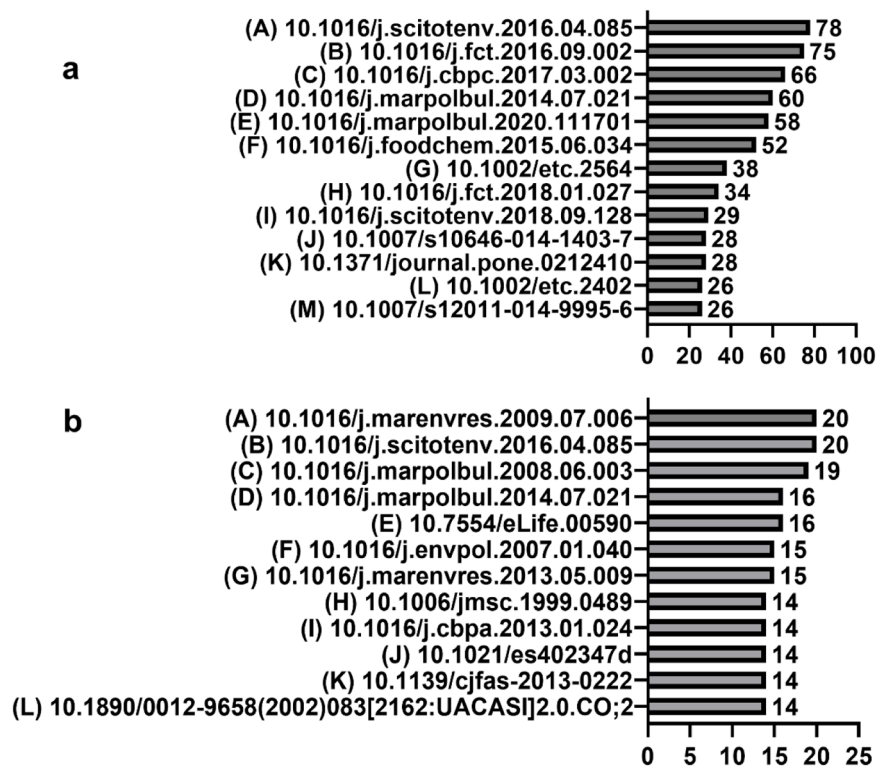 a
(A) 10.1016/j.scitotenv.2016.04.085 78
(B) 10.1016/j.fct.2016.09.002 75
(C) 10.1016/j.cbpc.2017.03.002 66
(D) 10.1016/j.marpolbul.2014.07.021 60
(E) 10.1016/j.marpolbul.2020.111701 58
(F) 10.1016/j.foodchem.2015.06.034 52
(G) 10.1002/etc.2564 38
(H) 10.1016/j.fct.2018.01.027 34
(I) 10.1016/j.scitotenv.2018.09.128 29
(J) 10.1007/s10646-014-1403-7 28
(K) 10.1371/journal.pone.0212410 28
(L) 10.1002/etc.2402 26
(M) 10.1007/s12011-014-9995-6 26
0 20 40 60 80 100
b
(A) 10.1016/j.marenvres.2009.07.006 20
(B) 10.1016/j.scitotenv.2016.04.085 20
(C) 10.1016/j.marpolbul.2008.06.003 19
(D) 10.1016/j.marpolbul.2014.07.021 16
(E) 10.7554/eLife.00590 16
(F) 10.1016/j.envpol.2007.01.040 15
(G) 10.1016/j.marenvres.2013.05.009 15
(H) 10.1006/jmsc.1999.0489 14
(I) 10.1016/j.cbpa.2013.01.024 14
(J) 10.1021/es402347d 14
(K) 10.1139/cjfas-2013-0222 14
(L) 10.1890/0012-9658(2002)083[2162:UACASI]2.0.CO;2 14
0 5 10 15 20 25